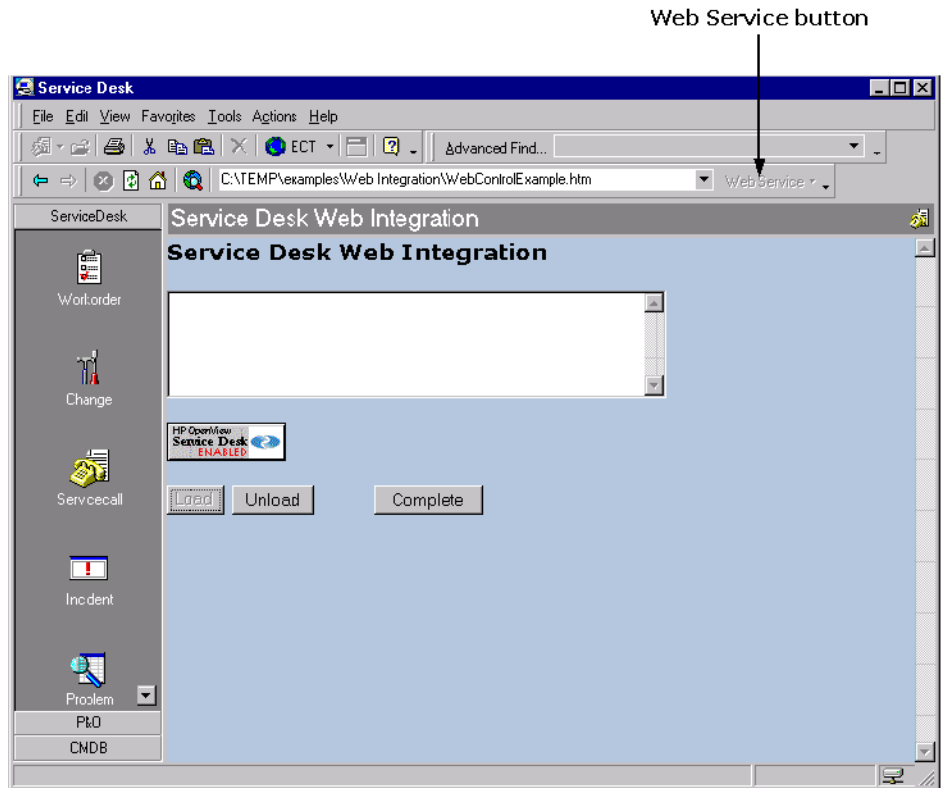 Web Service button
Service Desk
File Edit View Favorites Tools Actions Help
ECT Advanced Find...
C:\TEMP\examples\Web Integration\WebControlExample.htm Web Service
ServiceDesk
Service Desk Web Integration
Service Desk Web Integration
Workorder
Change
HP OpenView
Service Desk
ENABLED
Servicecall
Load Unload Complete
Incident
Problem
P&O
CMDB